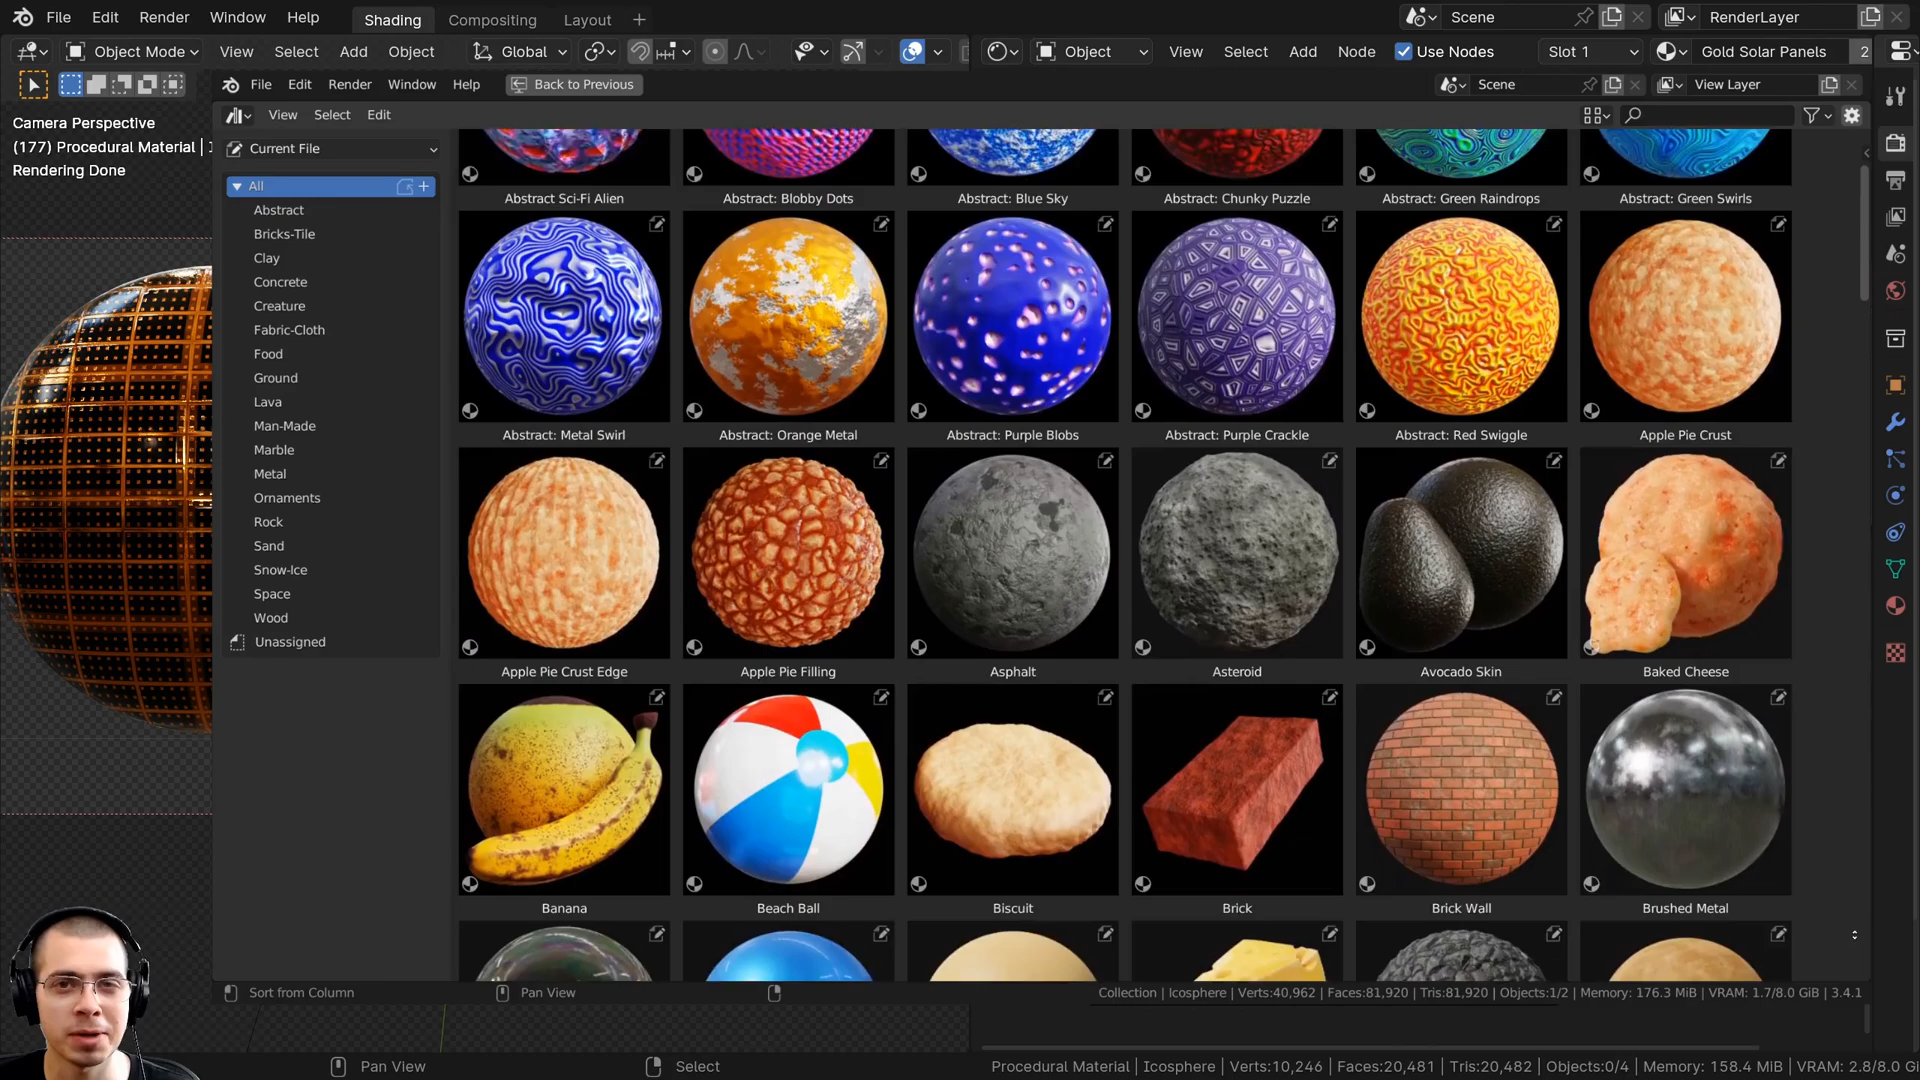 File Edit Render Window Help Shading Compositing Layout Scene RenderLayer
Object Mode View Select Add Object Global Object View Select Add Node Use Nodes Slot 1 Gold Solar Panels 2
File Edit Render Window Help Back to Previous Scene View Layer
View Select Edit
Camera Perspective
(177) Procedural Material |
Rendering Done
Current File
All
Abstract
Bricks-Tile
Clay
Concrete
Creature
Fabric-Cloth
Food
Ground
Lava
Man-Made
Marble
Metal
Ornaments
Rock
Sand
Snow-Ice
Space
Wood
Unassigned
Abstract Sci-Fi Alien Abstract: Blobby Dots Abstract: Blue Sky Abstract: Chunky Puzzle Abstract: Green Raindrops Abstract: Green Swirls
Abstract: Metal Swirl Abstract: Orange Metal Abstract: Purple Blobs Abstract: Purple Crackle Abstract: Red Swiggle Apple Pie Crust
Apple Pie Crust Edge Apple Pie Filling Asphalt Asteroid Avocado Skin Baked Cheese
Banana Beach Ball Biscuit Brick Brick Wall Brushed Metal
Sort from Column Pan View Collection | Icosphere | Verts:40,962 | Faces:81,920 | Tris:81,920 | Objects:1/2 | Memory: 176.3 MiB | VRAM: 1.7/8.0 GiB | 3.4.1
Pan View Select Procedural Material | Icosphere | Verts:10,246 | Faces:20,481 | Tris:20,482 | Objects:0/4 | Memory: 158.4 MiB | VRAM: 2.8/8.0